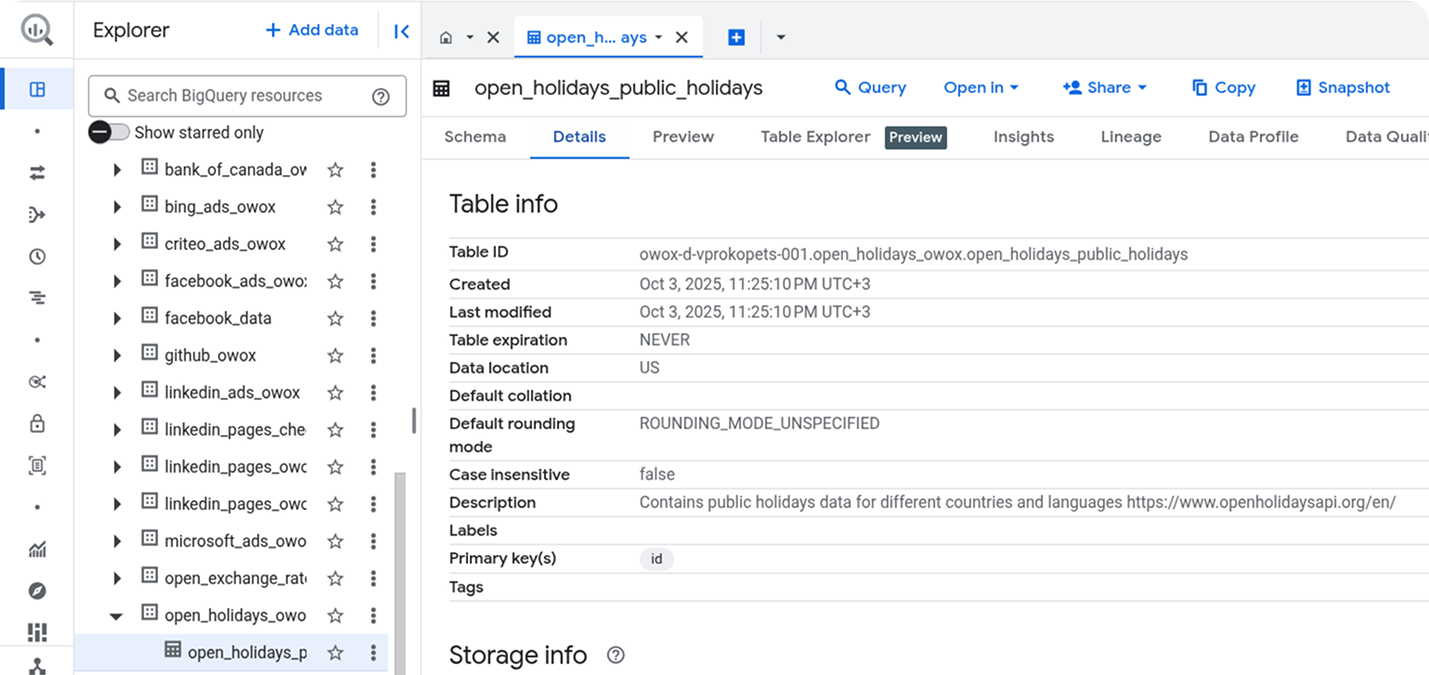 Explorer
+ Add data
Search BigQuery resources
Show starred only
bank_of_canada_ow
bing_ads_owox
criteo_ads_owox
facebook_ads_owox
facebook_data
github_owox
linkedin_ads_owox
linkedin_pages_che
linkedin_pages_owo
linkedin_pages_owo
microsoft_ads_owo
open_exchange_rate
open_holidays_owo
open_holidays_p
open_h... ays
open_holidays_public_holidays
Query
Open in
Share
Copy
Snapshot
Schema
Details
Preview
Table Explorer
Preview
Insights
Lineage
Data Profile
Data Quali
Table info
Table ID owox-d-vprokopets-001.open_holidays_owox.open_holidays_public_holidays
Created Oct 3, 2025, 11:25:10 PM UTC+3
Last modified Oct 3, 2025, 11:25:10 PM UTC+3
Table expiration NEVER
Data location US
Default collation
Default rounding mode ROUNDING_MODE_UNSPECIFIED
Case insensitive false
Description Contains public holidays data for different countries and languages https://www.openholidaysapi.org/en/
Labels
Primary key(s) id
Tags
Storage info